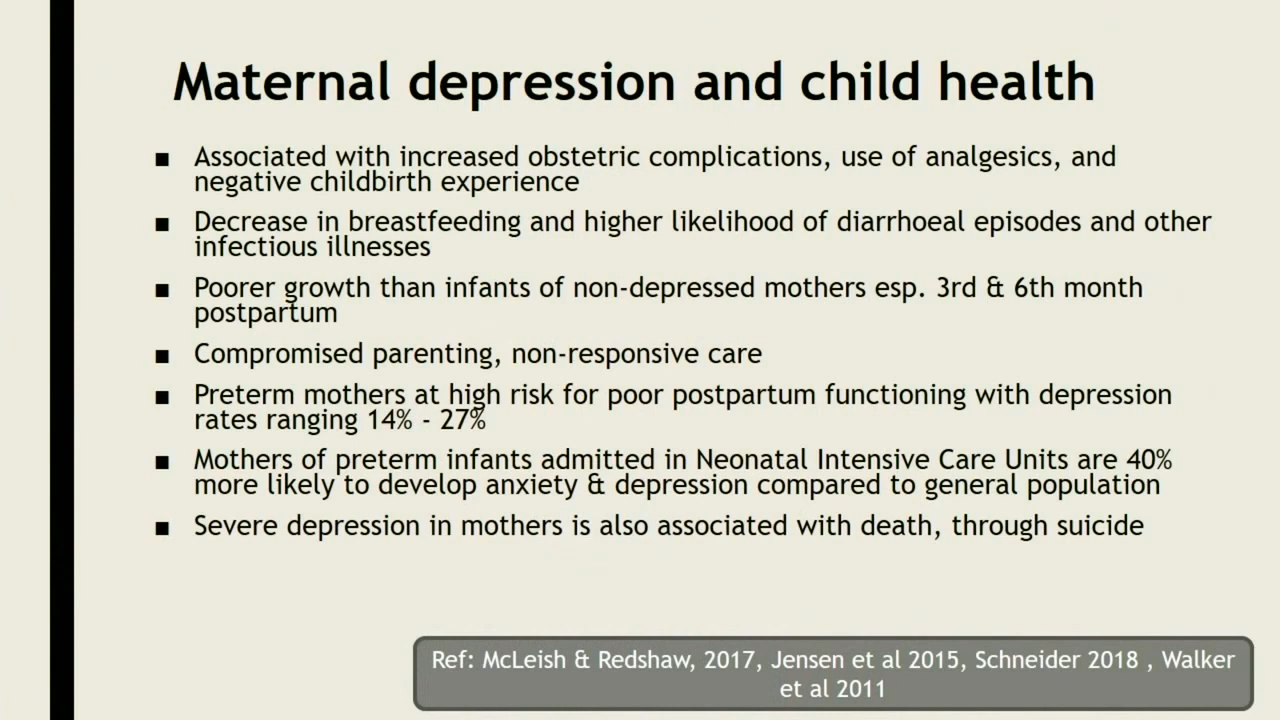 Maternal depression and child health
■ Associated with increased obstetric complications, use of analgesics, and
negative childbirth experience
■ Decrease in breastfeeding and higher likelihood of diarrhoeal episodes and other
infectious illnesses
■ Poorer growth than infants of non-depressed mothers esp. 3rd & 6th month
postpartum
■ Compromised parenting, non-responsive care
■ Preterm mothers at high risk for poor postpartum functioning with depression
rates ranging 14% - 27%
■ Mothers of preterm infants admitted in Neonatal Intensive Care Units are 40%
more likely to develop anxiety & depression compared to general population
■ Severe depression in mothers is also associated with death, through suicide
Ref: McLeish & Redshaw, 2017, Jensen et al 2015, Schneider 2018 , Walker
et al 2011